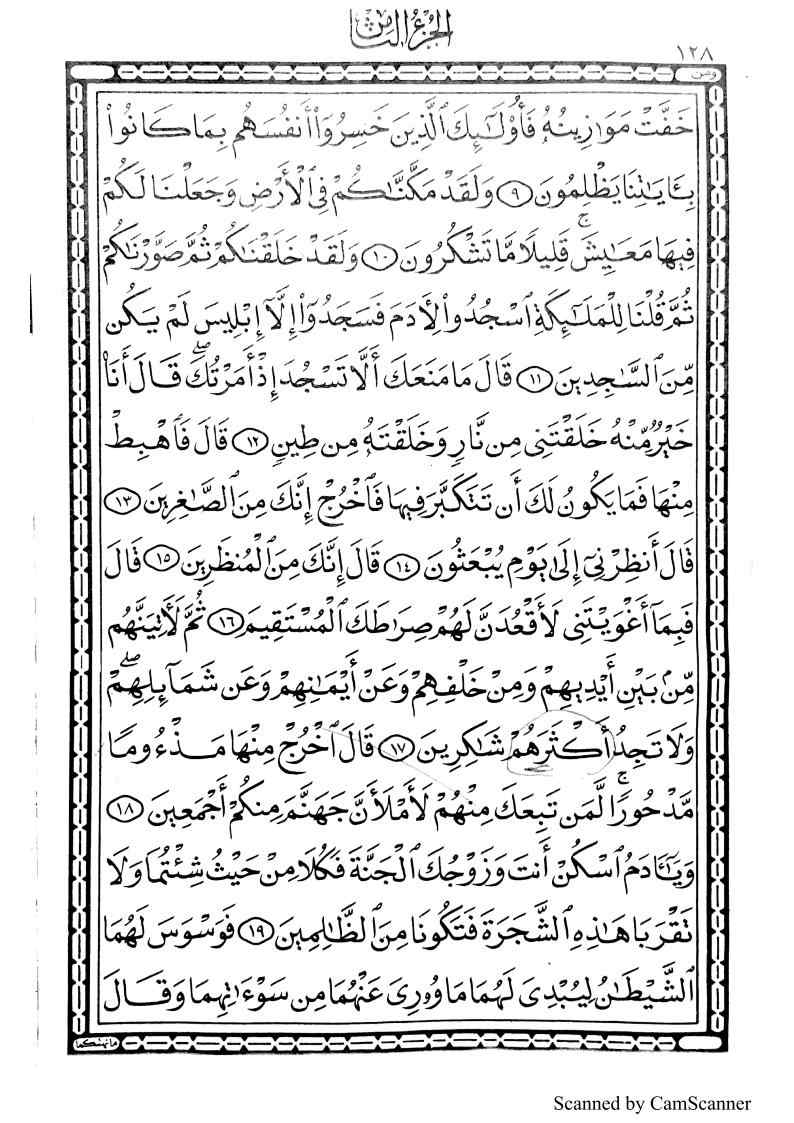 الجزء الثامن
١٢٨
ومن
خَفَّتْ مَوَٰزِينُهُۥ فَأُو۟لَـٰٓئِكَ ٱلَّذِينَ خَسِرُوٓا۟ أَنفُسَهُم بِمَا كَانُوا۟
بِـَٔايَـٰتِنَا يَظْلِمُونَ ٩ وَلَقَدْ مَكَّنَّـٰكُمْ فِى ٱلْأَرْضِ وَجَعَلْنَا لَكُمْ
فِيهَا مَعَـٰيِشَ ۚ قَلِيلًا مَّا تَشْكُرُونَ ١٠ وَلَقَدْ خَلَقْنَـٰكُمْ ثُمَّ صَوَّرْنَـٰكُمْ
ثُمَّ قُلْنَا لِلْمَلَـٰٓئِكَةِ ٱسْجُدُوا۟ لِـَٔادَمَ فَسَجَدُوٓا۟ إِلَّآ إِبْلِيسَ لَمْ يَكُن
مِّنَ ٱلسَّـٰجِدِينَ ١١ قَالَ مَا مَنَعَكَ أَلَّا تَسْجُدَ إِذْ أَمَرْتُكَ ۖ قَالَ أَنَا۠
خَيْرٌ مِّنْهُ خَلَقْتَنِى مِن نَّارٍ وَخَلَقْتَهُۥ مِن طِينٍ ١٢ قَالَ فَٱهْبِطْ
مِنْهَا فَمَا يَكُونُ لَكَ أَن تَتَكَبَّرَ فِيهَا فَٱخْرُجْ إِنَّكَ مِنَ ٱلصَّـٰغِرِينَ ١٣
قَالَ أَنظِرْنِىٓ إِلَىٰ يَوْمِ يُبْعَثُونَ ١٤ قَالَ إِنَّكَ مِنَ ٱلْمُنظَرِينَ ١٥ قَالَ
فَبِمَآ أَغْوَيْتَنِى لَأَقْعُدَنَّ لَهُمْ صِرَٰطَكَ ٱلْمُسْتَقِيمَ ١٦ ثُمَّ لَـَٔاتِيَنَّهُم
مِّنۢ بَيْنِ أَيْدِيهِمْ وَمِنْ خَلْفِهِمْ وَعَنْ أَيْمَـٰنِهِمْ وَعَن شَمَآئِلِهِمْ ۖ
وَلَا تَجِدُ أَكْثَرَهُمْ شَـٰكِرِينَ ١٧ قَالَ ٱخْرُجْ مِنْهَا مَذْءُومًا
مَّدْحُورًا ۚ لَّمَن تَبِعَكَ مِنْهُمْ لَأَمْلَأَنَّ جَهَنَّمَ مِنكُمْ أَجْمَعِينَ ١٨
وَيَـٰٓـَٔادَمُ ٱسْكُنْ أَنتَ وَزَوْجُكَ ٱلْجَنَّةَ فَكُلَا مِنْ حَيْثُ شِئْتُمَا وَلَا
تَقْرَبَا هَـٰذِهِ ٱلشَّجَرَةَ فَتَكُونَا مِنَ ٱلظَّـٰلِمِينَ ١٩ فَوَسْوَسَ لَهُمَا
ٱلشَّيْطَـٰنُ لِيُبْدِىَ لَهُمَا مَا وُۥرِىَ عَنْهُمَا مِن سَوْءَٰتِهِمَا وَقَالَ
مانهىكما
Scanned by CamScanner